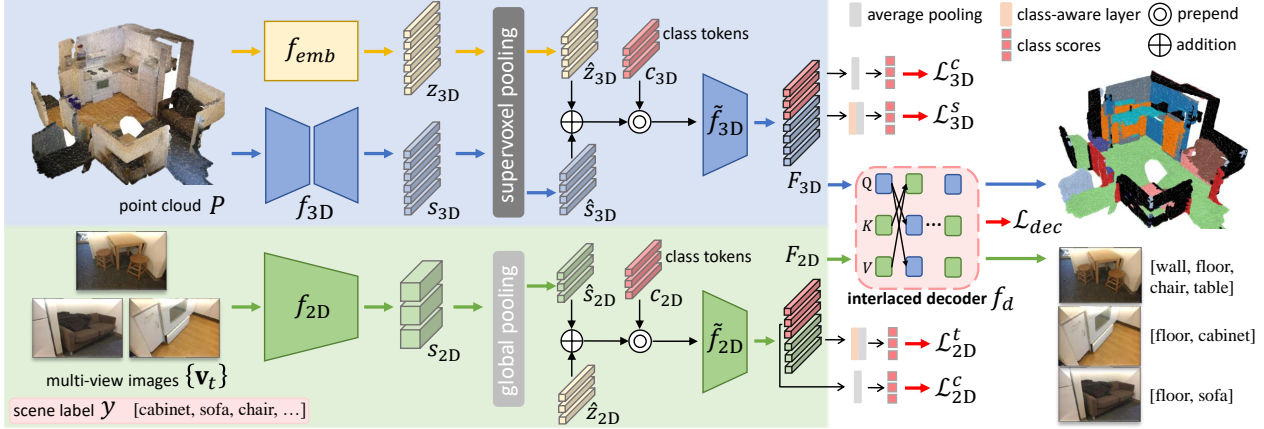 average pooling
class-aware layer
prepend
class scores
addition
f_emb
z_3D
supervoxel pooling
ẑ_3D
class tokens
c_3D
f̃_3D
L^c_3D
L^s_3D
point cloud P
f_3D
s_3D
ŝ_3D
F_3D
Q
K
V
...
L_dec
F_2D
interlaced decoder f_d
multi-view images {v_t}
f_2D
s_2D
global pooling
ŝ_2D
class tokens
c_2D
ẑ_2D
f̃_2D
L^t_2D
L^c_2D
[wall, floor,
chair, table]
[floor, cabinet]
[floor, sofa]
scene label y [cabinet, sofa, chair, …]